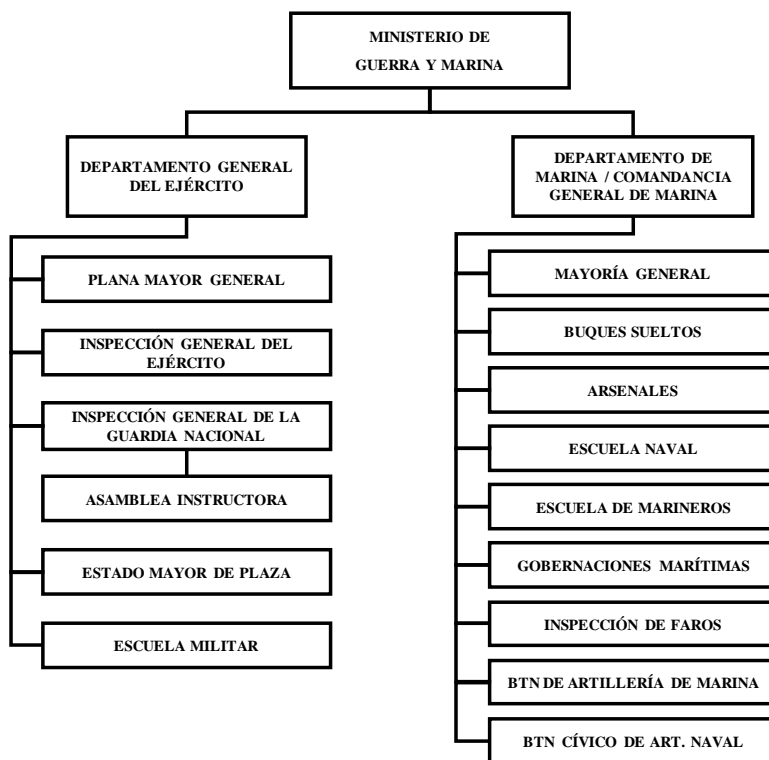 MINISTERIO DE
GUERRA Y MARINA
DEPARTAMENTO GENERAL
DEL EJÉRCITO
PLANA MAYOR GENERAL
INSPECCIÓN GENERAL DEL
EJÉRCITO
INSPECCIÓN GENERAL DE LA
GUARDIA NACIONAL
ASAMBLEA INSTRUCTORA
ESTADO MAYOR DE PLAZA
ESCUELA MILITAR
DEPARTAMENTO DE
MARINA / COMANDANCIA
GENERAL DE MARINA
MAYORÍA GENERAL
BUQUES SUELTOS
ARSENALES
ESCUELA NAVAL
ESCUELA DE MARINEROS
GOBERNACIONES MARÍTIMAS
INSPECCIÓN DE FAROS
BTN DE ARTILLERÍA DE MARINA
BTN CÍVICO DE ART. NAVAL